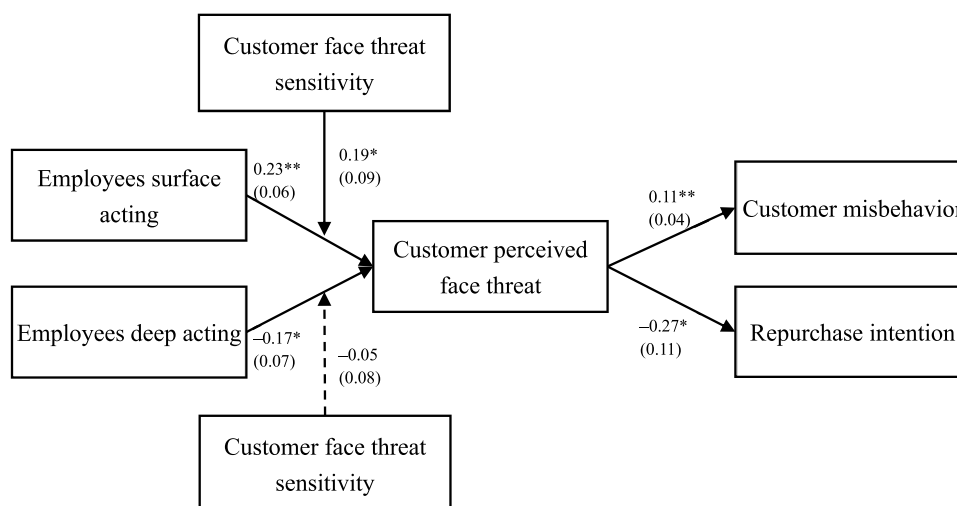 Customer face threat
sensitivity
0.19*
(0.09)
0.23**
(0.06)
Employees surface
acting
0.11**
(0.04)
Customer misbehavior
Customer perceived
face threat
Employees deep acting
–0.17*
(0.07)
–0.05
(0.08)
–0.27*
(0.11)
Repurchase intention
Customer face threat
sensitivity